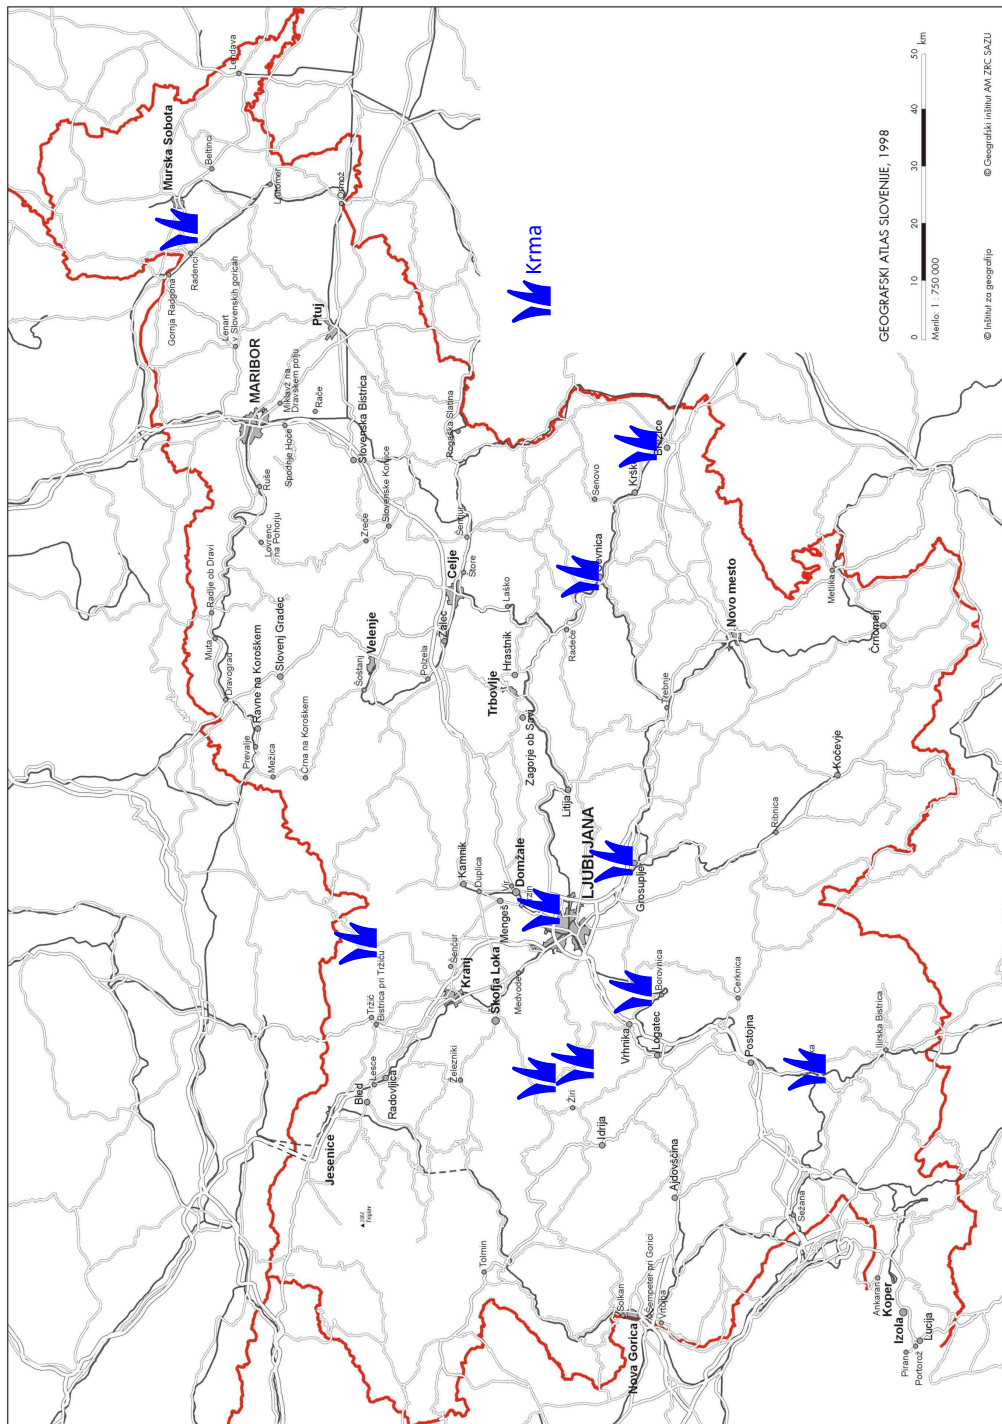 Jesenice
Bled
Lesce
Radovljica
Tržič
Bistrica pri Tržiču
Železniki
Šenčur
Kranj
Škofja Loka
Medvode
Kamnik
Duplica
Mengeš
Vir
Domžale
LJUBLJANA
Grosuplje
Litija
Zagorje ob Savi
Trbovlje
Hrastnik
Radeče
Laško
Celje
Štore
Šentjur
Žalec
Polzela
Velenje
Šoštanj
Črna na Koroškem
Mežica
Prevalje
Ravne na Koroškem
Slovenj Gradec
Dravograd
Muta
Radlje ob Dravi
Lovrenc
na Pohorju
Ruše
MARIBOR
Spodnje Hoče
Miklavž na
Dravskem polju
Rače
Slovenska Bistrica
Slovenske Konjice
Zreče
Rogaška Slatina
Ptuj
Lenart
v Slovenskih goricah
Gornja Radgona
Radenci
Murska Sobota
Beltinci
Lendava
Ljutomer
Ormož
Krma
Senovo
Krško
Brežice
Novo mesto
Trebnje
Metlika
Črnomelj
Kočevje
Ribnica
Cerknica
Borovnica
Vrhnika
Logatec
Postojna
Ilirska Bistrica
Idrija
Ajdovščina
Tolmin
Solkan
Nova Gorica
Šempeter pri Gorici
Vrtojba
Sežana
Ankaran
Koper
Izola
Lucija
Piran
Portorož
GEOGRAFSKI ATLAS SLOVENIJE, 1998
0 10 20 30 40 50 km
Merilo: 1 : 750 000
© Inštitut za geografijo
© Geografski inštitut AM ZRC SAZU